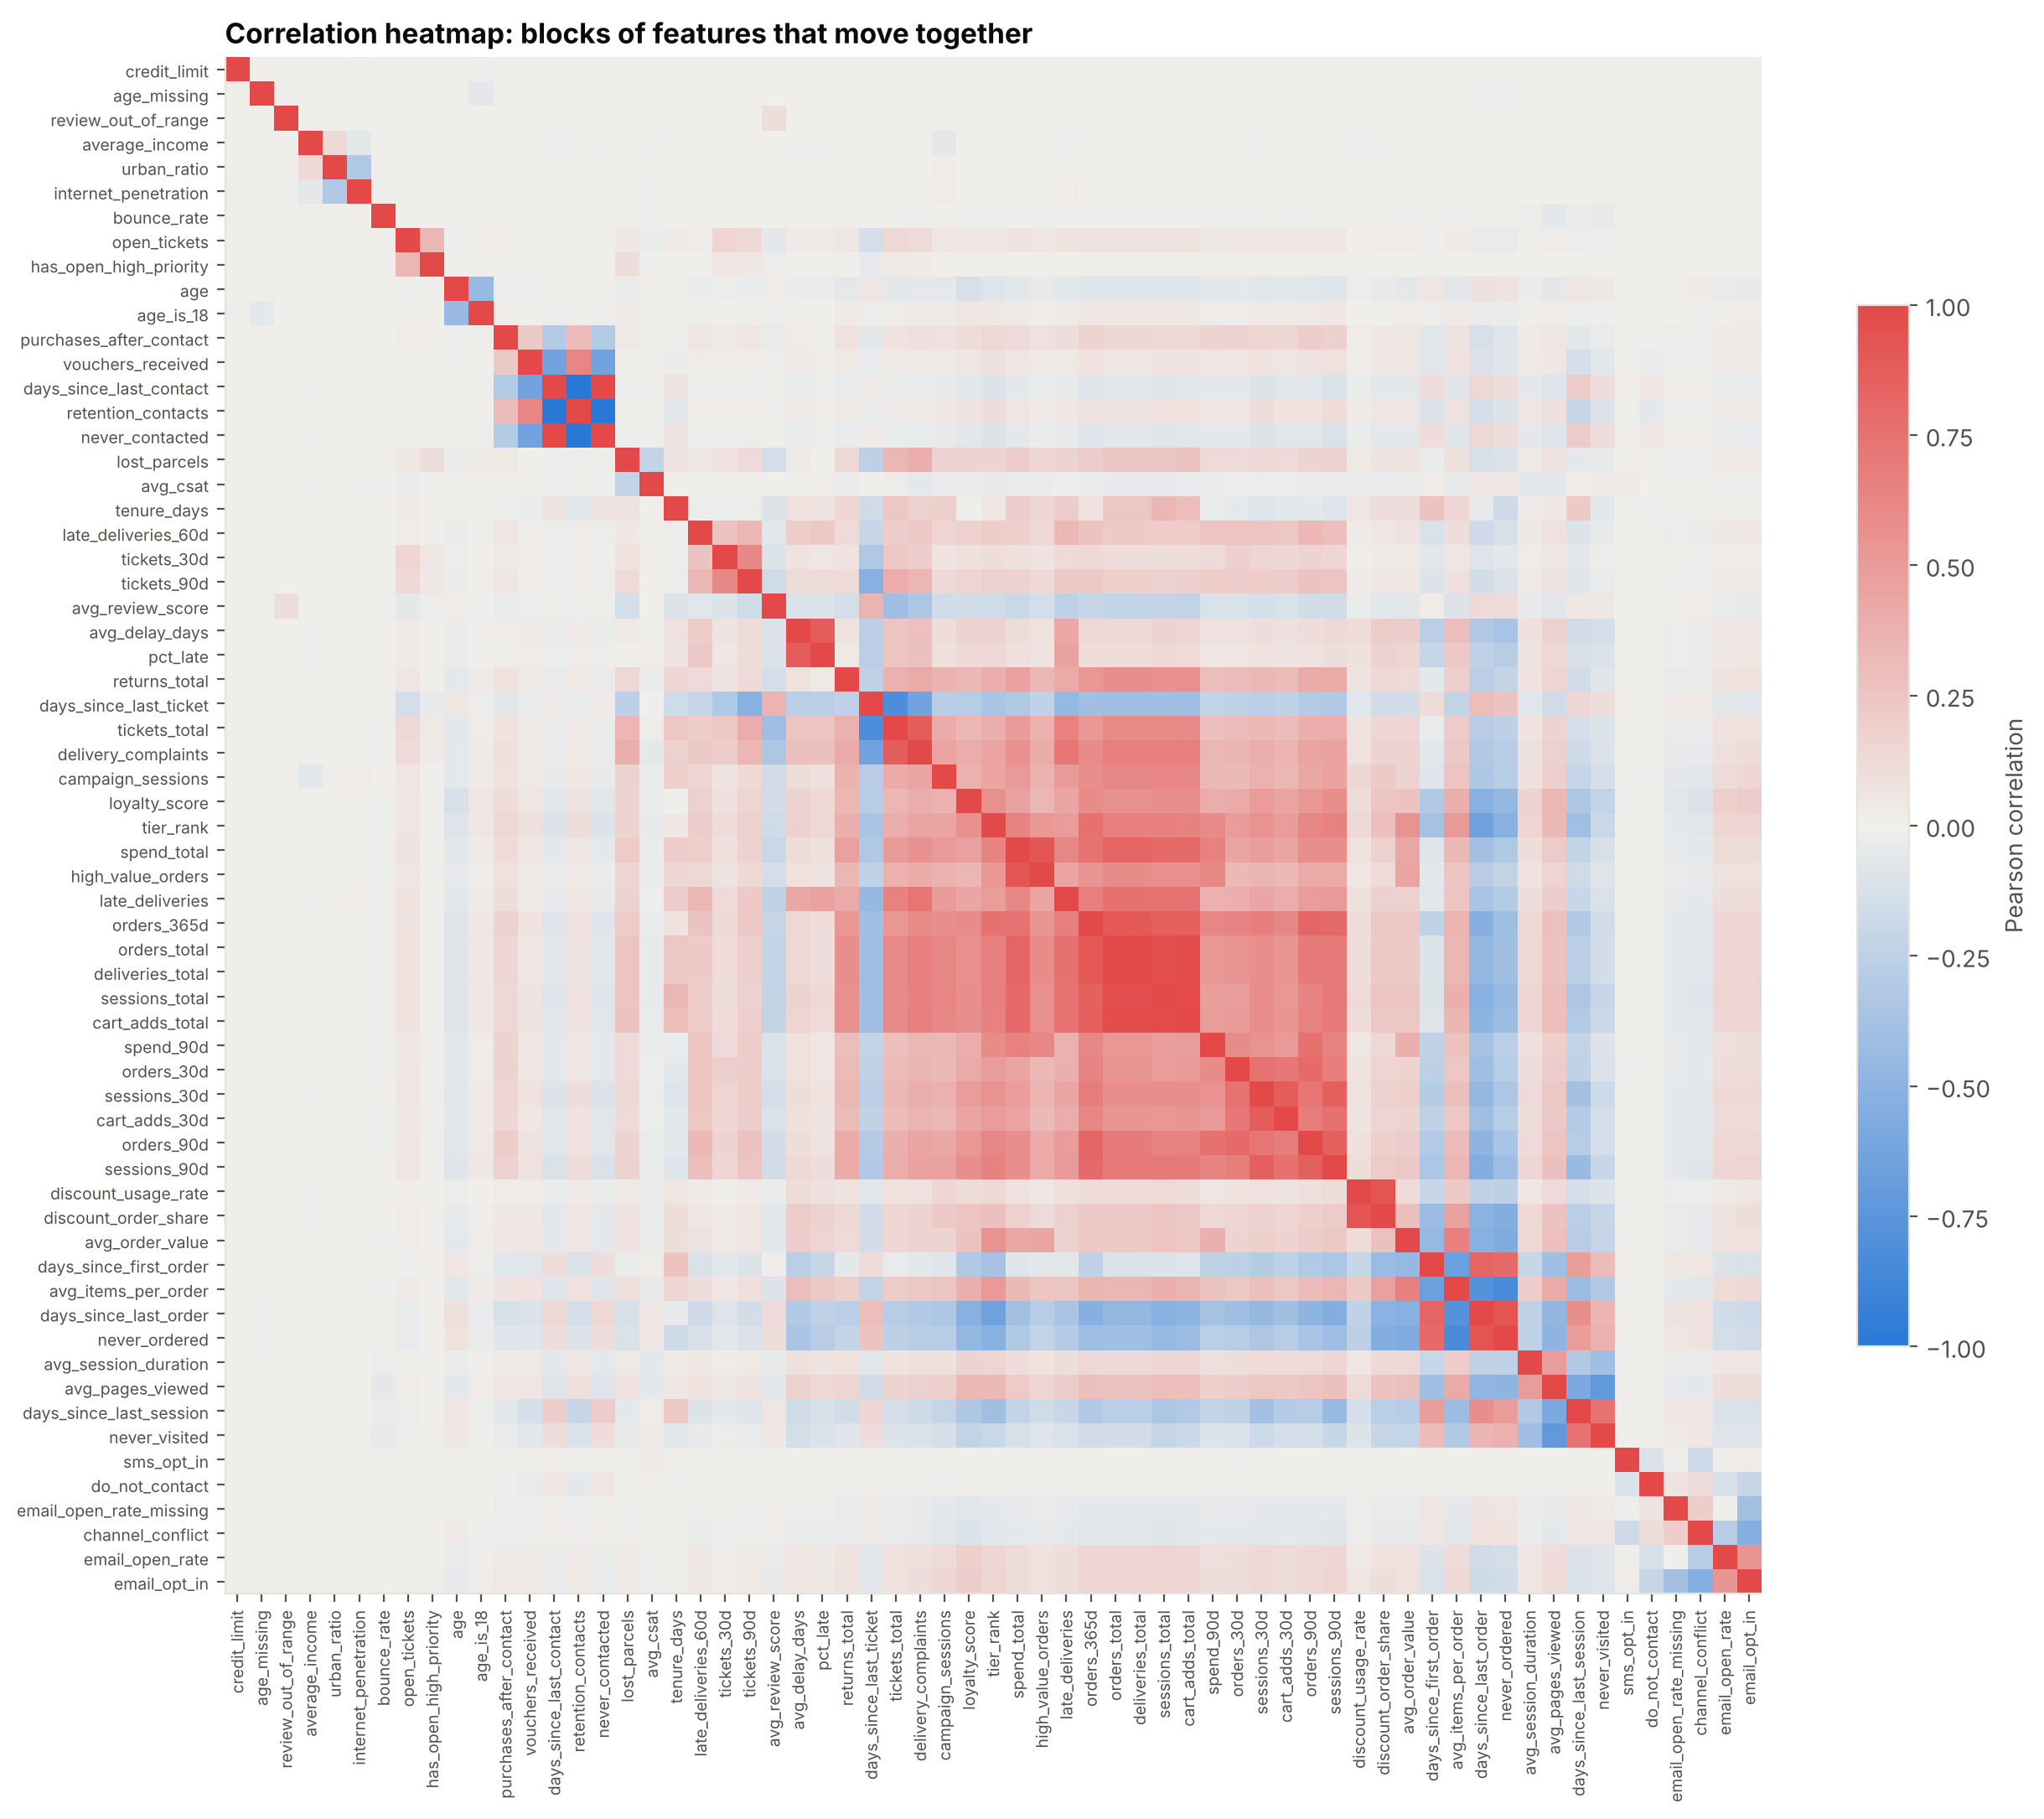 Correlation heatmap: blocks of features that move together
credit_limit
age_missing
review_out_of_range
average_income
urban_ratio
internet_penetration
bounce_rate
open_tickets
has_open_high_priority
age
age_is_18
purchases_after_contact
vouchers_received
days_since_last_contact
retention_contacts
never_contacted
lost_parcels
avg_csat
tenure_days
late_deliveries_60d
tickets_30d
tickets_90d
avg_review_score
avg_delay_days
pct_late
returns_total
days_since_last_ticket
tickets_total
delivery_complaints
campaign_sessions
loyalty_score
tier_rank
spend_total
high_value_orders
late_deliveries
orders_365d
orders_total
deliveries_total
sessions_total
cart_adds_total
spend_90d
orders_30d
sessions_30d
cart_adds_30d
orders_90d
sessions_90d
discount_usage_rate
discount_order_share
avg_order_value
days_since_first_order
avg_items_per_order
days_since_last_order
never_ordered
avg_session_duration
avg_pages_viewed
days_since_last_session
never_visited
sms_opt_in
do_not_contact
email_open_rate_missing
channel_conflict
email_open_rate
email_opt_in
credit_limit
age_missing
review_out_of_range
average_income
urban_ratio
internet_penetration
bounce_rate
open_tickets
has_open_high_priority
age
age_is_18
purchases_after_contact
vouchers_received
days_since_last_contact
retention_contacts
never_contacted
lost_parcels
avg_csat
tenure_days
late_deliveries_60d
tickets_30d
tickets_90d
avg_review_score
avg_delay_days
pct_late
returns_total
days_since_last_ticket
tickets_total
delivery_complaints
campaign_sessions
loyalty_score
tier_rank
spend_total
high_value_orders
late_deliveries
orders_365d
orders_total
deliveries_total
sessions_total
cart_adds_total
spend_90d
orders_30d
sessions_30d
cart_adds_30d
orders_90d
sessions_90d
discount_usage_rate
discount_order_share
avg_order_value
days_since_first_order
avg_items_per_order
days_since_last_order
never_ordered
avg_session_duration
avg_pages_viewed
days_since_last_session
never_visited
sms_opt_in
do_not_contact
email_open_rate_missing
channel_conflict
email_open_rate
email_opt_in
1.00
0.75
0.50
0.25
0.00
−0.25
−0.50
−0.75
−1.00
Pearson correlation